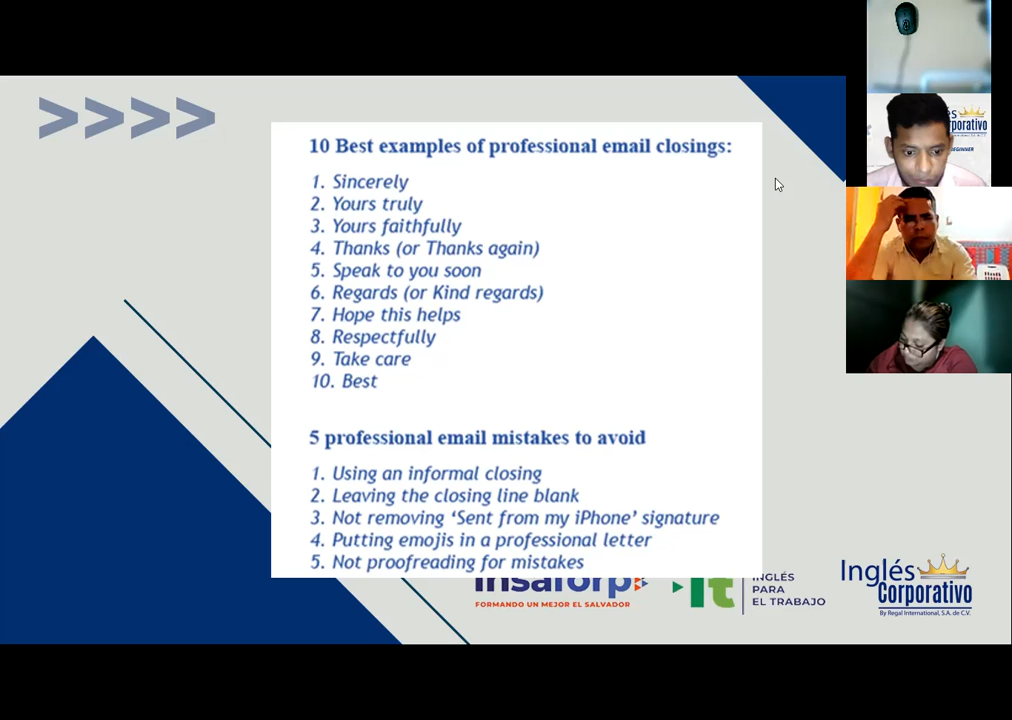 >>>>
10 Best examples of professional email closings:
1. Sincerely
2. Yours truly
3. Yours faithfully
4. Thanks (or Thanks again)
5. Speak to you soon
6. Regards (or Kind regards)
7. Hope this helps
8. Respectfully
9. Take care
10. Best
5 professional email mistakes to avoid
1. Using an informal closing
2. Leaving the closing line blank
3. Not removing ‘Sent from my iPhone’ signature
4. Putting emojis in a professional letter
5. Not proofreading for mistakes
insaforp
FORMANDO UN MEJOR EL SALVADOR
it
INGLÉS
PARA
EL TRABAJO
Inglés
Corporativo
By Regal International, S.A. de C.V.